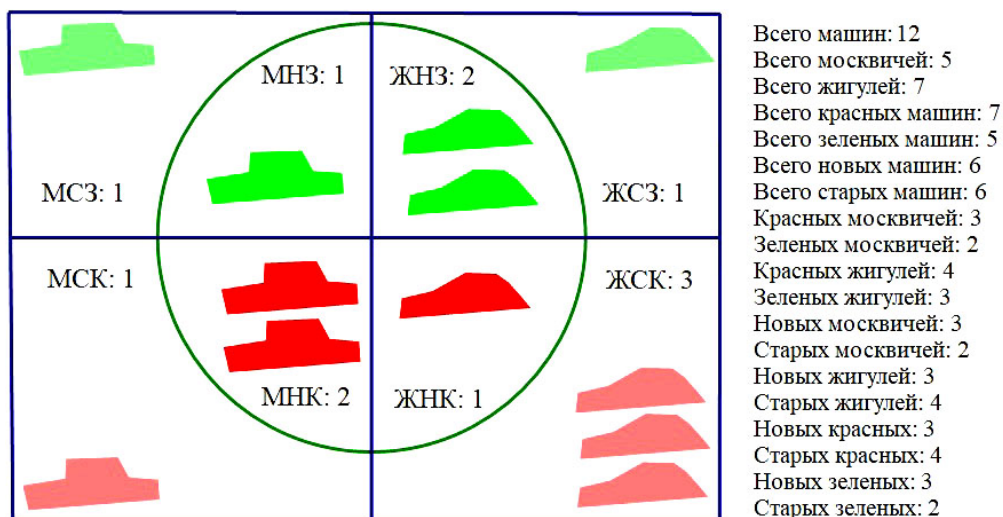 МНЗ: 1
ЖНЗ: 2
МСЗ: 1
ЖСЗ: 1
МСК: 1
ЖСК: 3
МНК: 2
ЖНК: 1
Всего машин: 12
Всего москвичей: 5
Всего жигулей: 7
Всего красных машин: 7
Всего зеленых машин: 5
Всего новых машин: 6
Всего старых машин: 6
Красных москвичей: 3
Зеленых москвичей: 2
Красных жигулей: 4
Зеленых жигулей: 3
Новых москвичей: 3
Старых москвичей: 2
Новых жигулей: 3
Старых жигулей: 4
Новых красных: 3
Старых красных: 4
Новых зеленых: 3
Старых зеленых: 2